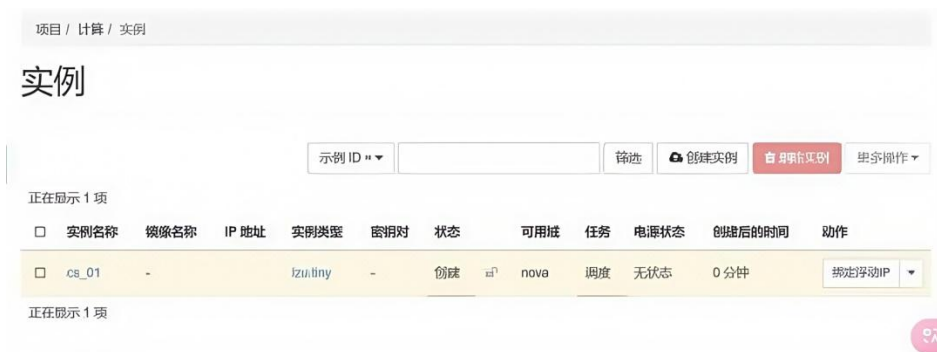 项目 / 计算 / 实例
实例
示例 ID = ▾ 筛选 创建实例 删除实例 更多操作 ▾
正在显示 1 项
实例名称 镜像名称 IP 地址 实例类型 密钥对 状态 可用域 任务 电源状态 创建后的时间 动作
cs_01 - - 创建 nova 调度 无状态 0 分钟 绑定浮动IP
正在显示 1 项